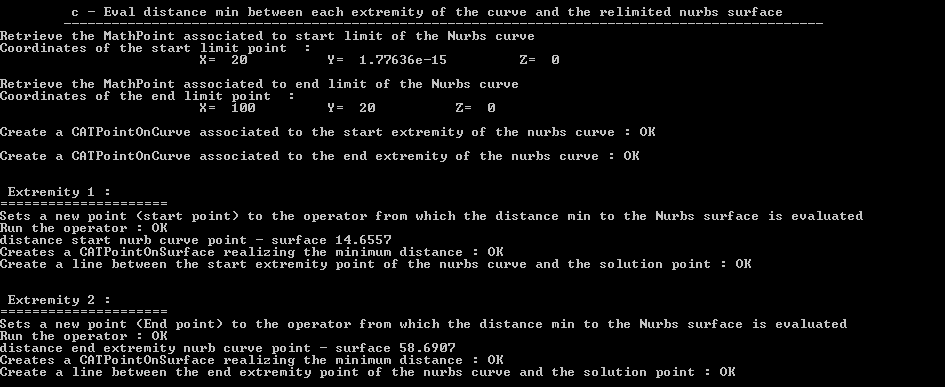 c - Eval distance min between each extremity of the curve and the relimited nurbs surface
Retrieve the MathPoint associated to start limit of the Nurbs curve
Coordinates of the start limit point  :
X=  20          Y=  1.77636e-15         Z=  0
Retrieve the MathPoint associated to end limit of the Nurbs curve
Coordinates of the end limit point  :
X=  100         Y=  20          Z=  0
Create a CATPointOnCurve associated to the start extremity of the nurbs curve : OK
Create a CATPointOnCurve associated to the end extremity of the nurbs curve : OK
Extremity 1 :
=====================
Sets a new point (start point) to the operator from which the distance min to the Nurbs surface is evaluated
Run the operator : OK
distance start nurb curve point - surface 14.6557
Creates a CATPointOnSurface realizing the minimum distance : OK
Create a line between the start extremity point of the nurbs curve and the solution point : OK
Extremity 2 :
=====================
Sets a new point (End point) to the operator from which the distance min to the Nurbs surface is evaluated
Run the operator : OK
distance end extremity nurb curve point - surface 58.6907
Creates a CATPointOnSurface realizing the minimum distance : OK
Create a line between the end extremity point of the nurbs curve and the solution point : OK